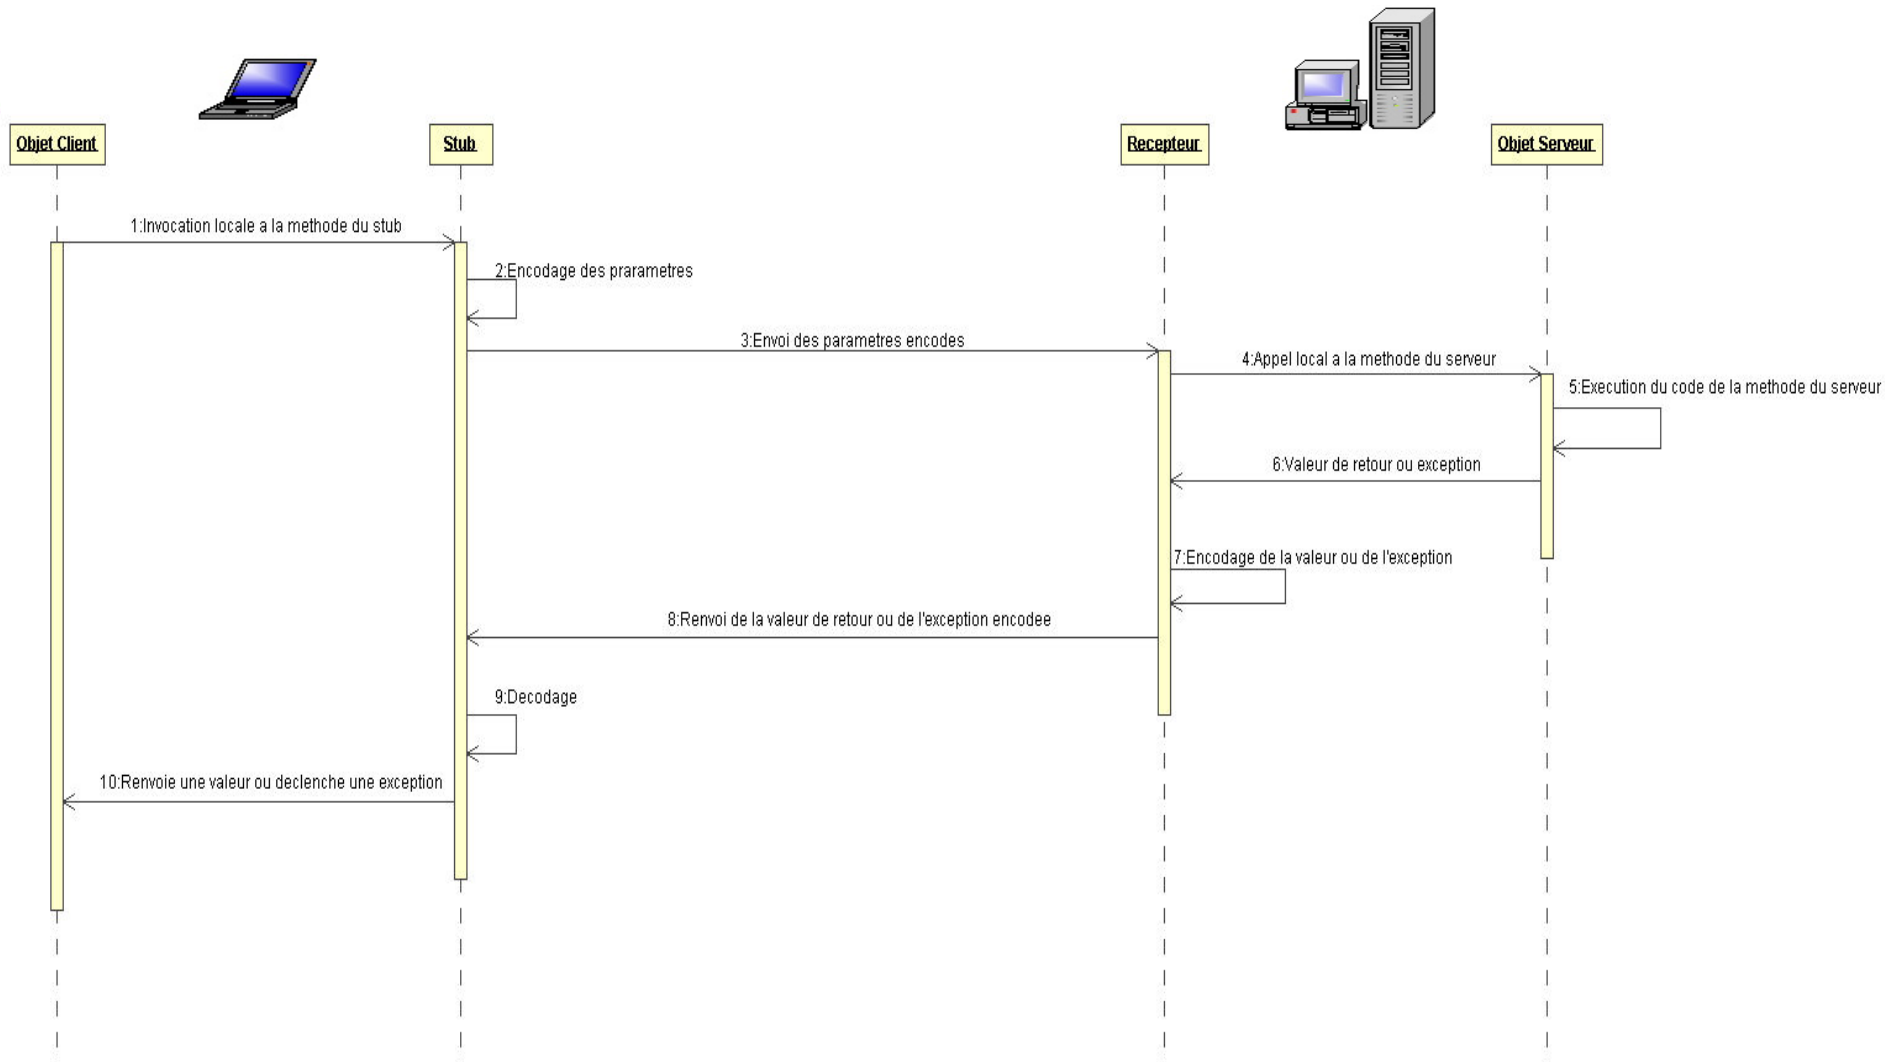 Objet Client
Stub
Recepteur
Objet Serveur
1:Invocation locale a la methode du stub
2:Encodage des prarametres
3:Envoi des parametres encodes
4:Appel local a la methode du serveur
5:Execution du code de la methode du serveur
6:Valeur de retour ou exception
7:Encodage de la valeur ou de l'exception
8:Renvoi de la valeur de retour ou de l'exception encodee
9:Decodage
10:Renvoie une valeur ou declenche une exception